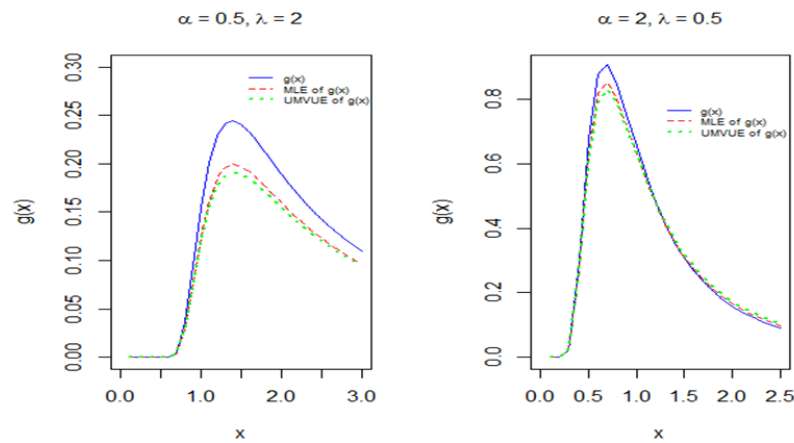 α = 0.5, λ = 2
g(x)
0.00 0.05 0.10 0.15 0.20 0.25 0.30
g(x)
MLE of g(x)
UMVUE of g(x)
0.0 1.0 2.0 3.0
x
α = 2, λ = 0.5
g(x)
0.0 0.2 0.4 0.6 0.8
g(x)
MLE of g(x)
UMVUE of g(x)
0.0 0.5 1.0 1.5 2.0 2.5
x